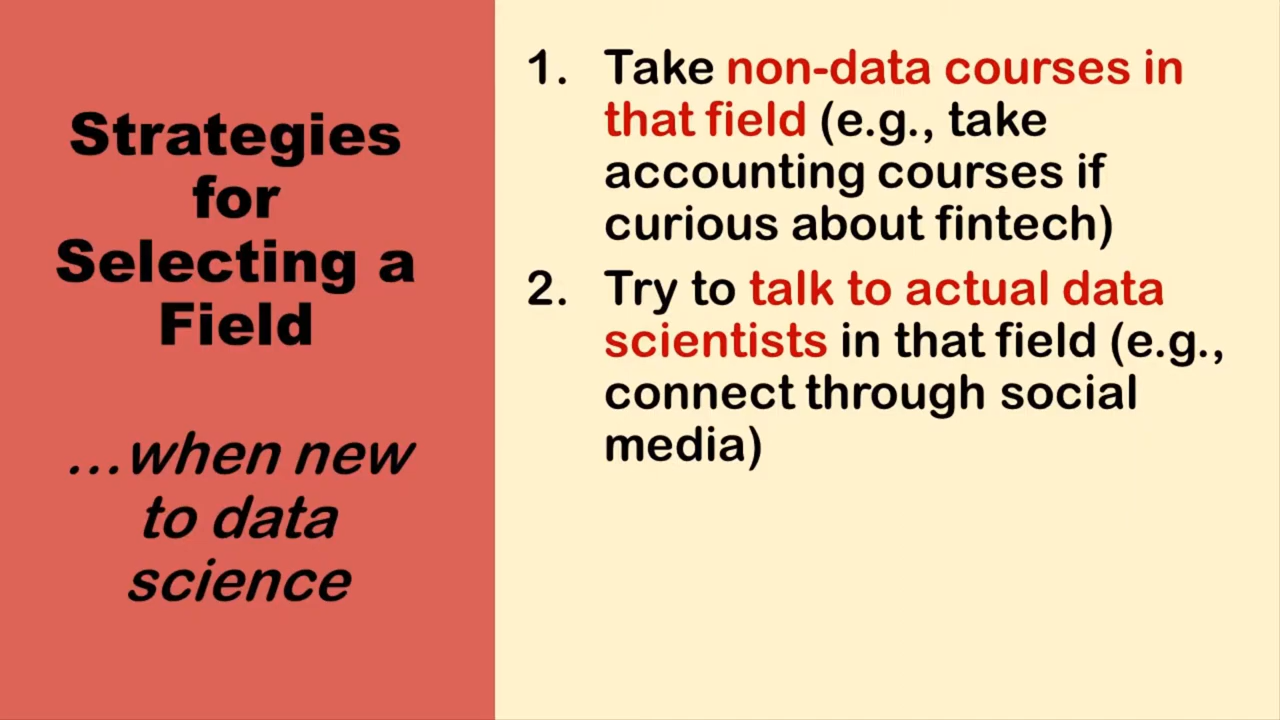 Strategies
for
Selecting a
Field
...when new
to data
science
1. Take non-data courses in
that field (e.g., take
accounting courses if
curious about fintech)
2. Try to talk to actual data
scientists in that field (e.g.,
connect through social
media)